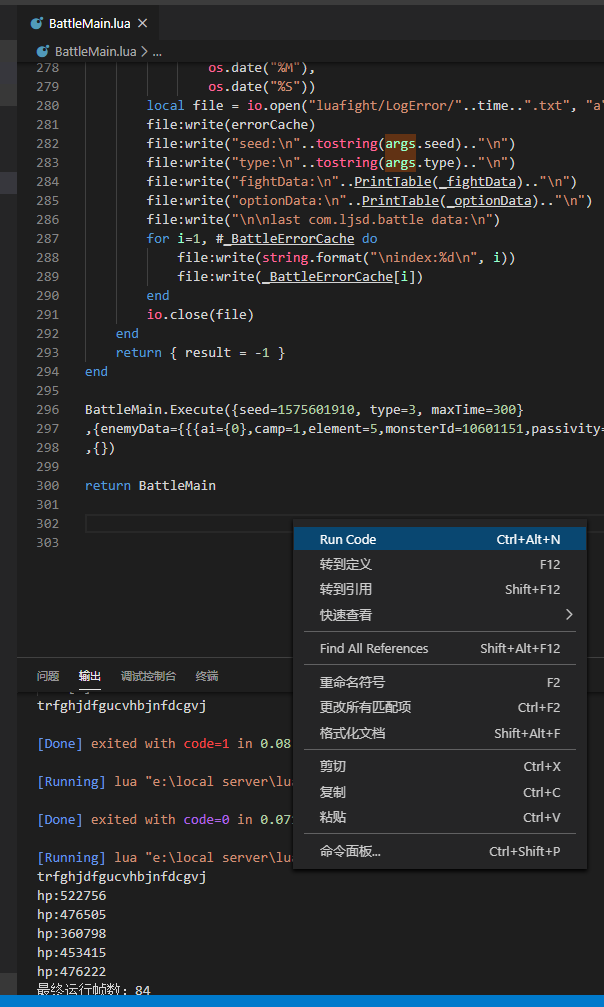 BattleMain.lua ×
BattleMain.lua > ...
278 os.date("%M"),
279 os.date("%S"))
280 local file = io.open("luafight/LogError/"..time..".txt", "a"
281 file:write(errorCache)
282 file:write("seed:\n"..tostring(args.seed).."\n")
283 file:write("type:\n"..tostring(args.type).."\n")
284 file:write("fightData:\n"..PrintTable(_fightData).."\n")
285 file:write("optionData:\n"..PrintTable(_optionData).."\n")
286 file:write("\n\nlast com.ljsd.battle data:\n")
287 for i=1, #_BattleErrorCache do
288 file:write(string.format("\nindex:%d\n", i))
289 file:write(_BattleErrorCache[i])
290 end
291 io.close(file)
292 end
293 return { result = -1 }
294 end
295
296 BattleMain.Execute({seed=1575601910, type=3, maxTime=300}
297 ,{enemyData={{{ai={0},camp=1,element=5,monsterId=10601151,passivity=
298 ,{})
299
300 return BattleMain
301
302
303
Run Code Ctrl+Alt+N
转到定义 F12
转到引用 Shift+F12
快速查看 >
Find All References Shift+Alt+F12
重命名符号 F2
更改所有匹配项 Ctrl+F2
格式化文档 Shift+Alt+F
剪切 Ctrl+X
复制 Ctrl+C
粘贴 Ctrl+V
命令面板... Ctrl+Shift+P
问题 输出 调试控制台 终端
trfghjdfgucvhbjnfdcgvj
[Done] exited with code=1 in 0.08
[Running] lua "e:\local server\lua
[Done] exited with code=0 in 0.07
[Running] lua "e:\local server\lua
trfghjdfgucvhbjnfdcgvj
hp:522756
hp:476505
hp:360798
hp:453415
hp:476222
最终运行帧数: 84